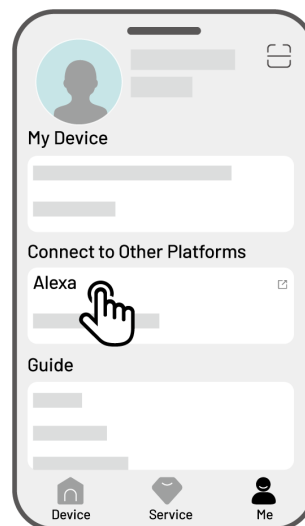 My Device
Connect to Other Platforms
Alexa
Guide
Device Service Me